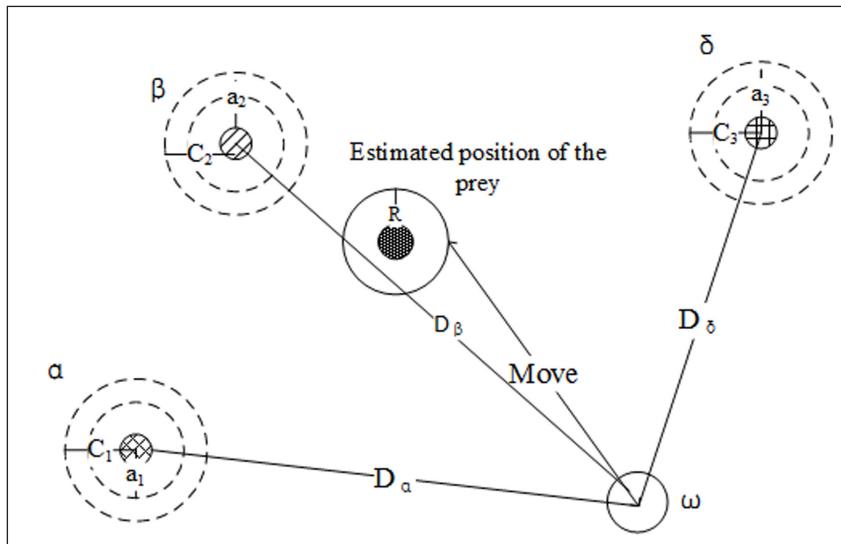 β
δ
a2
a3
C2
C3
Estimated position of the
prey
R
Dβ
Dδ
α
Move
C1
a1
Dα
ω